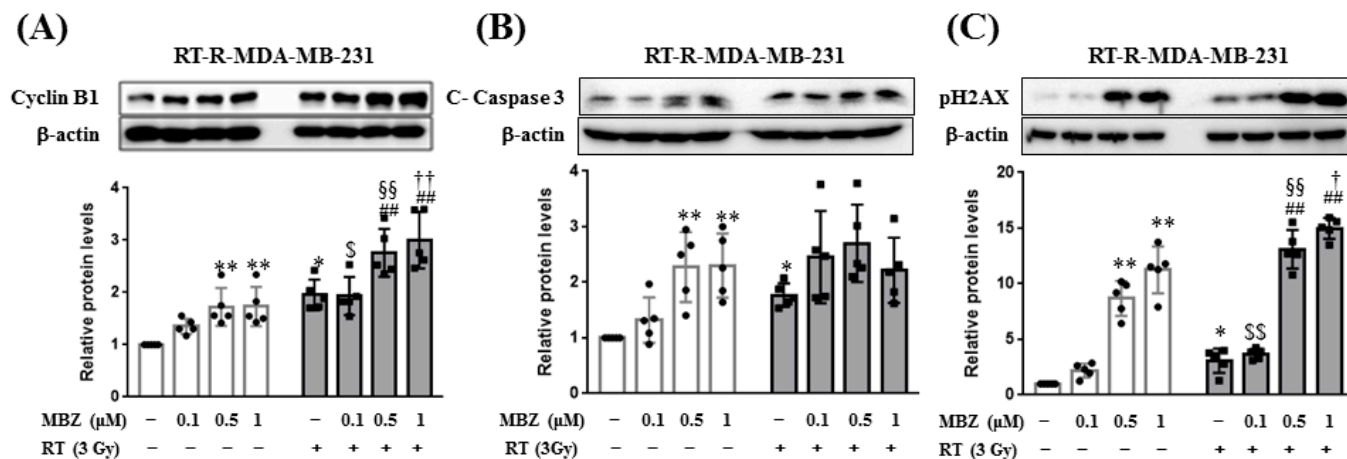 (A)
RT-R-MDA-MB-231
Cyclin B1
β-actin
Relative protein levels
4
3
2
1
0
** ** * $ §§ ## †† ##
MBZ (μM) – 0.1 0.5 1 – 0.1 0.5 1
RT (3 Gy) – – – – + + + +
(B)
RT-R-MDA-MB-231
C- Caspase 3
β-actin
Relative protein levels
4
3
2
1
0
** ** *
MBZ (μM) – 0.1 0.5 1 – 0.1 0.5 1
RT (3Gy) – – – – + + + +
(C)
RT-R-MDA-MB-231
pH2AX
β-actin
Relative protein levels
20
15
10
5
0
** ** * $$ §§ ## † ##
MBZ (μM) – 0.1 0.5 1 – 0.1 0.5 1
RT (3 Gy) – – – – + + + +